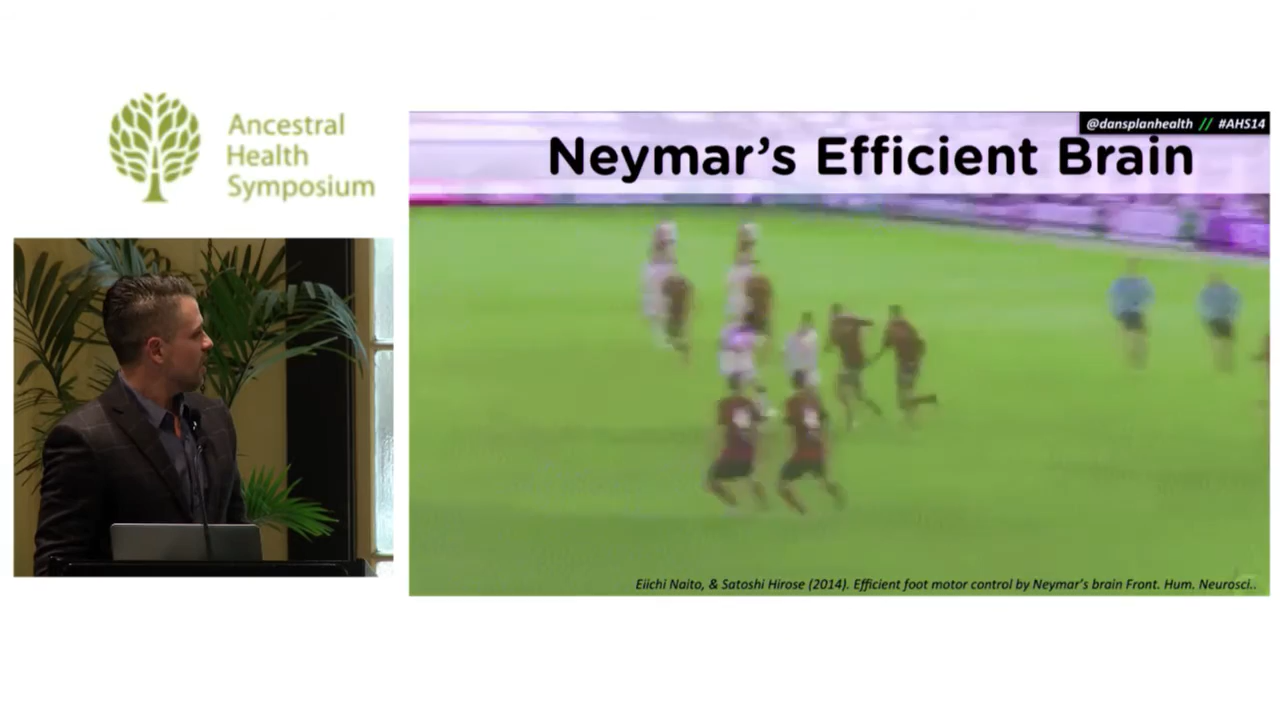 Ancestral
Health
Symposium
@dansplanhealth // #AHS14
Neymar's Efficient Brain
Eiichi Naito, & Satoshi Hirose (2014). Efficient foot motor control by Neymar's brain Front. Hum. Neurosci..